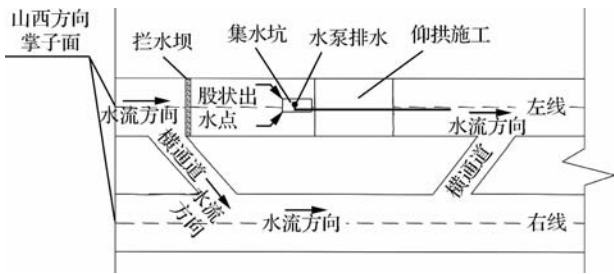 山西方向
掌子面
拦水坝
集水坑
水泵排水
仰拱施工
股状出
水点
水流方向
水流方向
左线
横通道
水流
方向
横通道
水流方向
右线